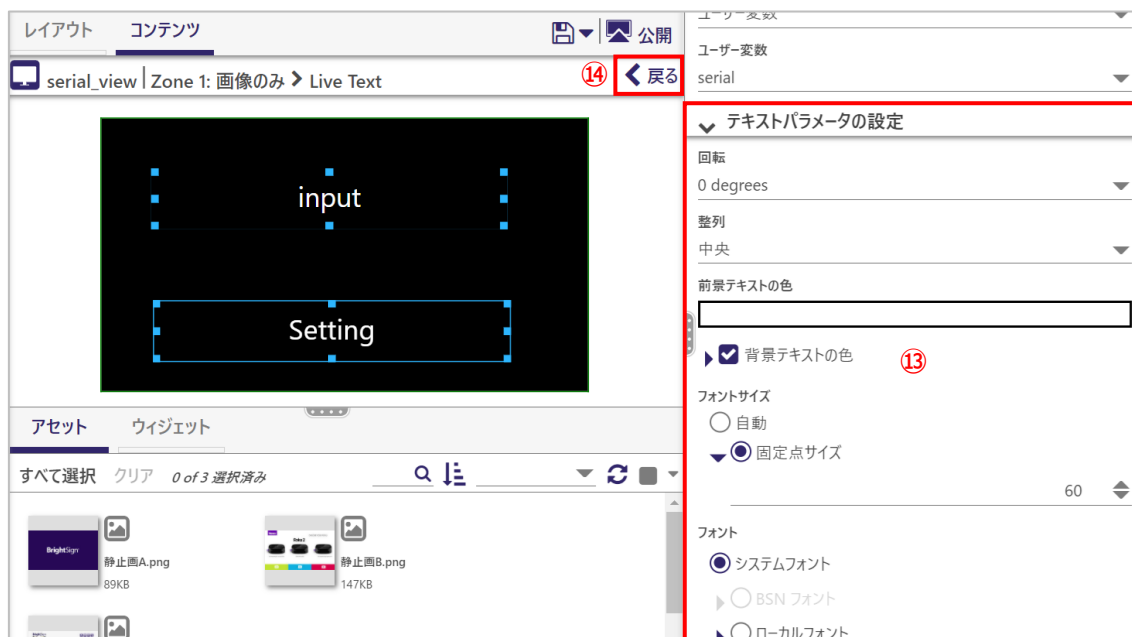 レイアウト
コンテンツ
公開
serial_view
Zone 1: 画像のみ
Live Text
⑭
戻る
input
Setting
アセット
ウィジェット
すべて選択
クリア
0 of 3 選択済み
BrightSign
静止画A.png
89KB
静止画B.png
147KB
ユーザー変数
ユーザー変数
serial
テキストパラメータの設定
回転
0 degrees
整列
中央
前景テキストの色
背景テキストの色
⑬
フォントサイズ
自動
固定点サイズ
60
フォント
システムフォント
BSN フォント
ローカルフォント